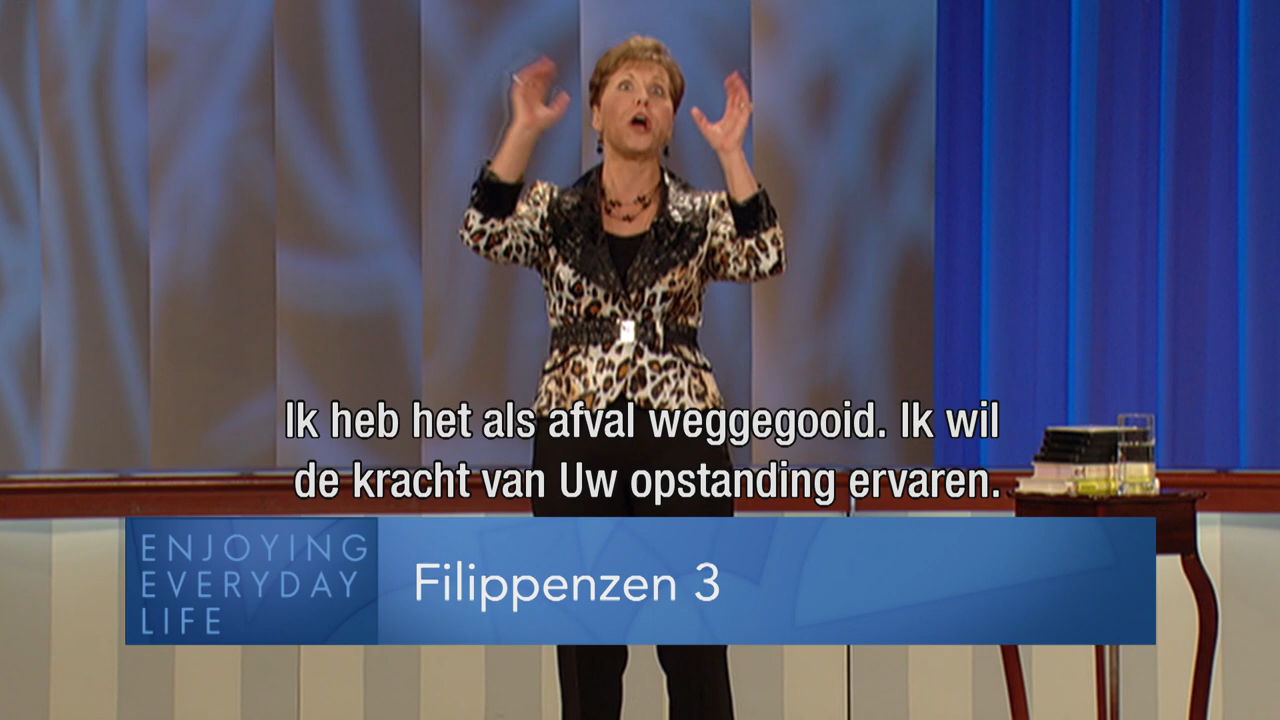 Ik heb het als afval weggegooid. Ik wil
de kracht van Uw opstanding ervaren.
ENJOYING
EVERYDAY
LIFE
Filippenzen 3